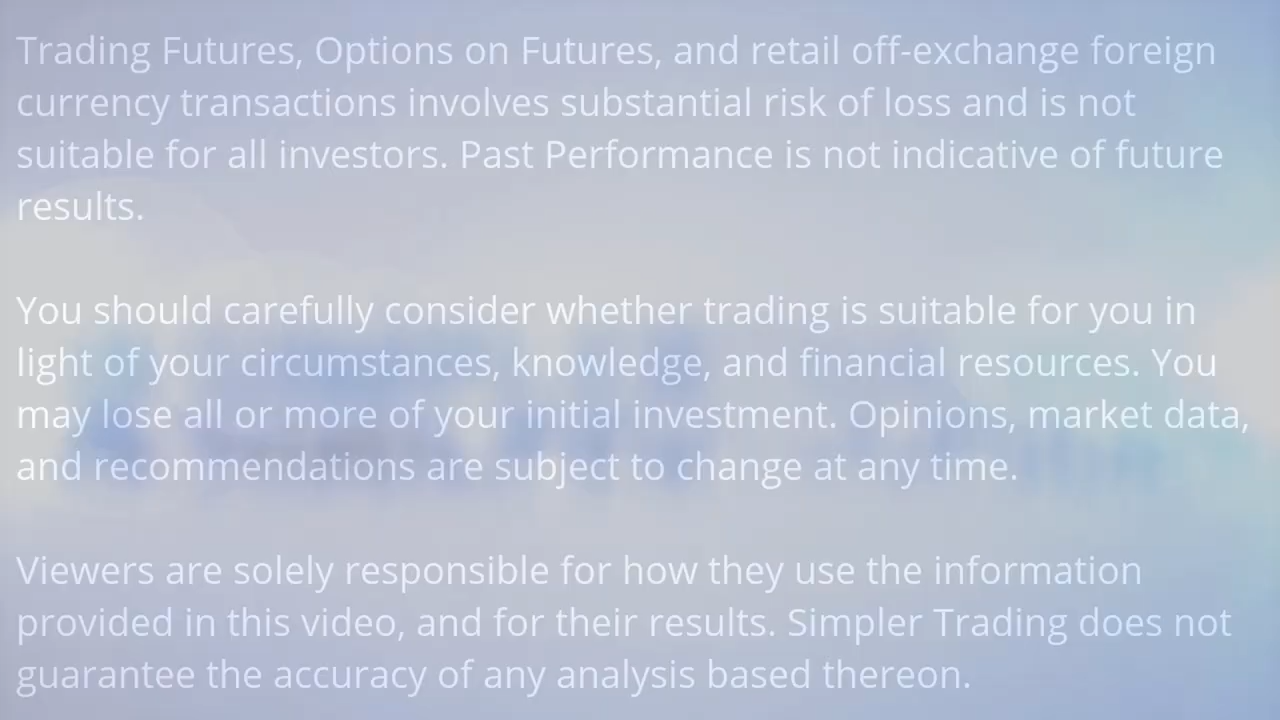 Trading Futures, Options on Futures, and retail off-exchange foreign
currency transactions involves substantial risk of loss and is not
suitable for all investors. Past Performance is not indicative of future
results.
You should carefully consider whether trading is suitable for you in
light of your circumstances, knowledge, and financial resources. You
may lose all or more of your initial investment. Opinions, market data,
and recommendations are subject to change at any time.
Viewers are solely responsible for how they use the information
provided in this video, and for their results. Simpler Trading does not
guarantee the accuracy of any analysis based thereon.